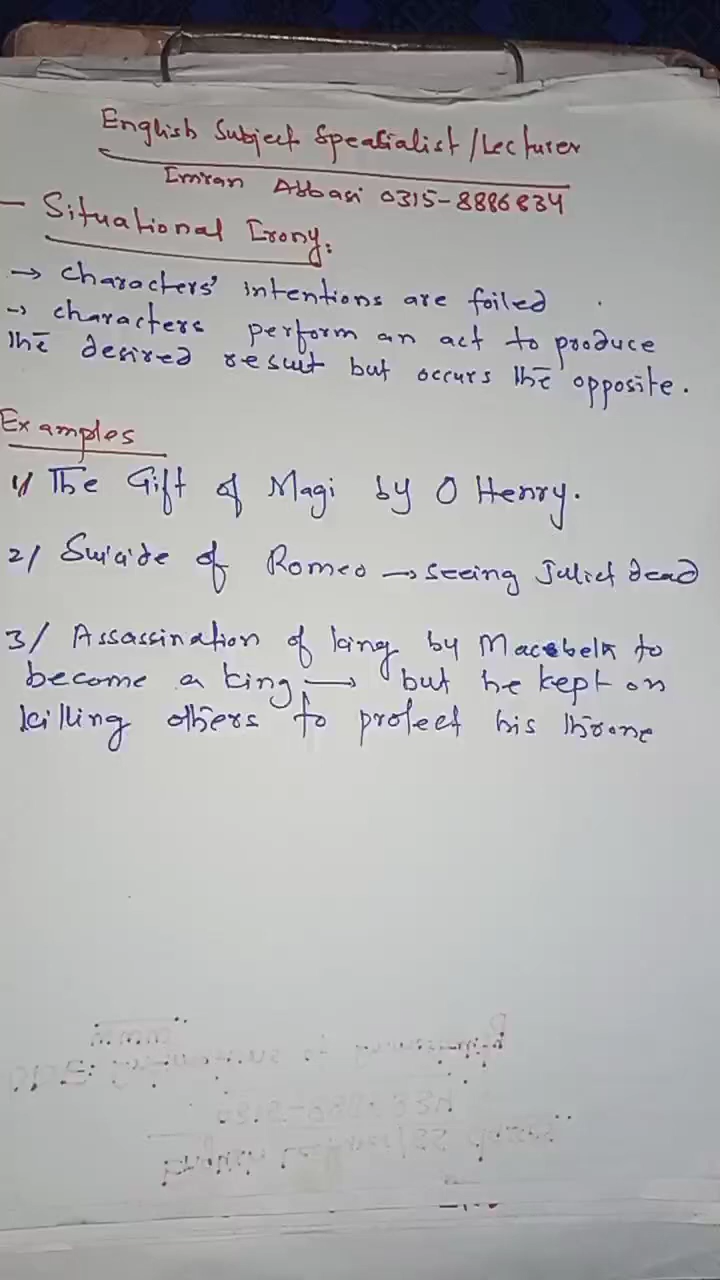 English Subject Specialist/Lecturer
Imran Abbasi 0315-8886834
- Situational Irony:
→ characters' intentions are foiled
→ characters perform an act to produce
the desired result but occurs the opposite.
Examples
1/ The Gift of Magi by O Henry.
2/ Suicide of Romeo → seeing Juliet dead
3/ Assassination of king by Macebeth to
become a king → but he kept on
killing others to protect his throne